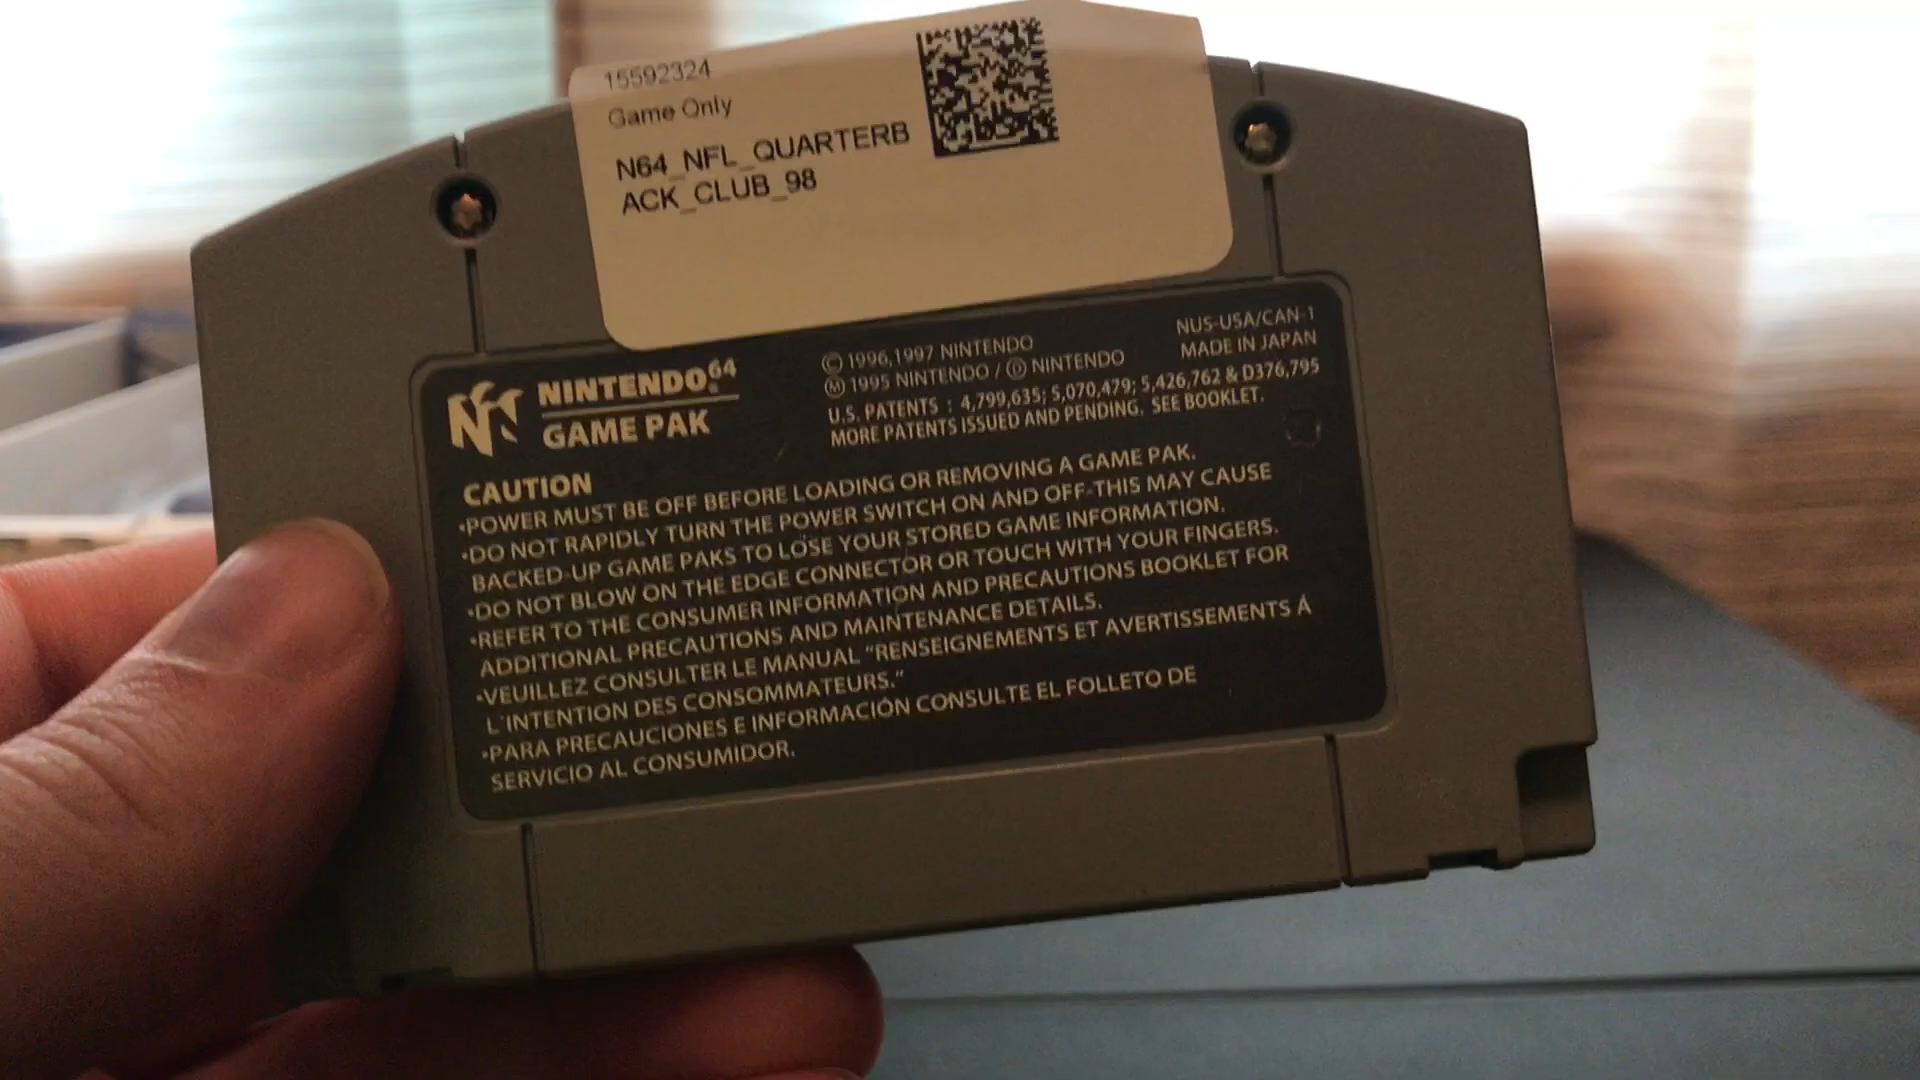 15592324
Game Only
N64_NFL_QUARTERB
ACK_CLUB_98
NINTENDO64
GAME PAK
© 1996,1997 NINTENDO
Ⓜ 1995 NINTENDO / Ⓓ NINTENDO
NUS-USA/CAN-1
MADE IN JAPAN
U.S. PATENTS : 4,799,635; 5,070,479; 5,426,762 & D376,795
MORE PATENTS ISSUED AND PENDING. SEE BOOKLET.
CAUTION
•POWER MUST BE OFF BEFORE LOADING OR REMOVING A GAME PAK.
•DO NOT RAPIDLY TURN THE POWER SWITCH ON AND OFF-THIS MAY CAUSE
BACKED-UP GAME PAKS TO LOSE YOUR STORED GAME INFORMATION.
•DO NOT BLOW ON THE EDGE CONNECTOR OR TOUCH WITH YOUR FINGERS.
•REFER TO THE CONSUMER INFORMATION AND PRECAUTIONS BOOKLET FOR
ADDITIONAL PRECAUTIONS AND MAINTENANCE DETAILS.
•VEUILLEZ CONSULTER LE MANUAL "RENSEIGNEMENTS ET AVERTISSEMENTS Á
L'INTENTION DES CONSOMMATEURS."
•PARA PRECAUCIONES E INFORMACIÓN CONSULTE EL FOLLETO DE
SERVICIO AL CONSUMIDOR.